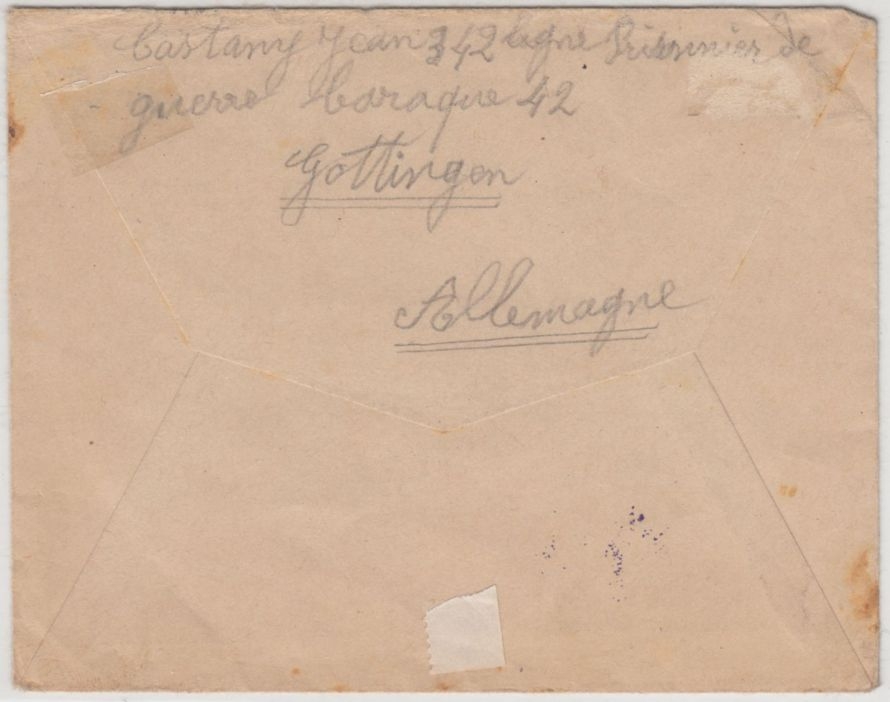 Castany Jean 342 ligne Prisonnier de
guerre baraque 42
Gottingen
Allemagne